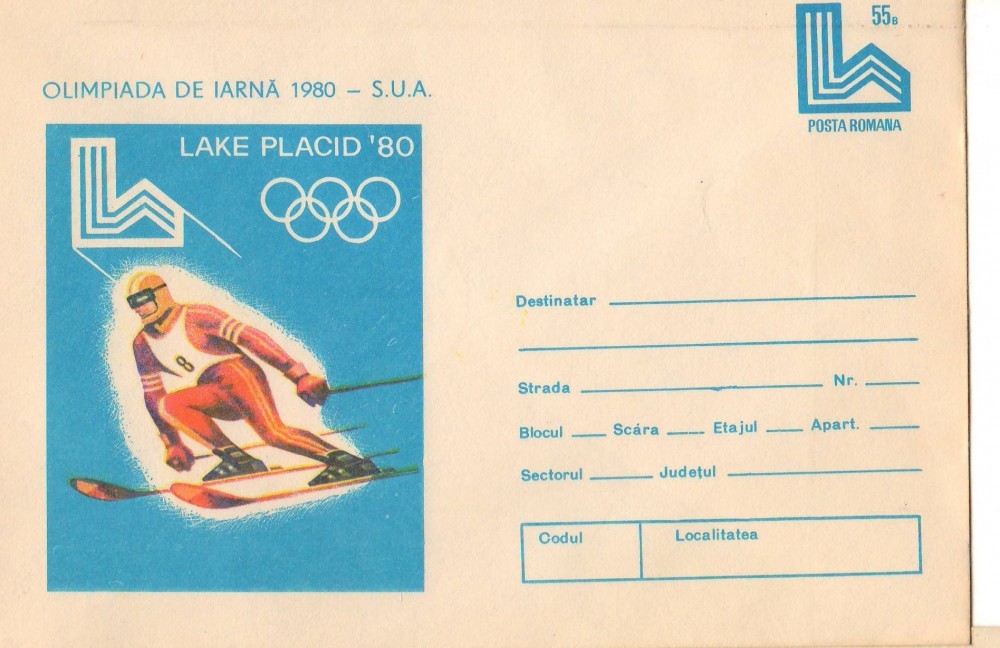 55 B
POSTA ROMANA
OLIMPIADA DE IARNĂ 1980 – S.U.A.
LAKE PLACID '80
8
Destinatar
Strada Nr.
Blocul Scára Etajul Apart.
Sectorul Județul
Codul Localitatea